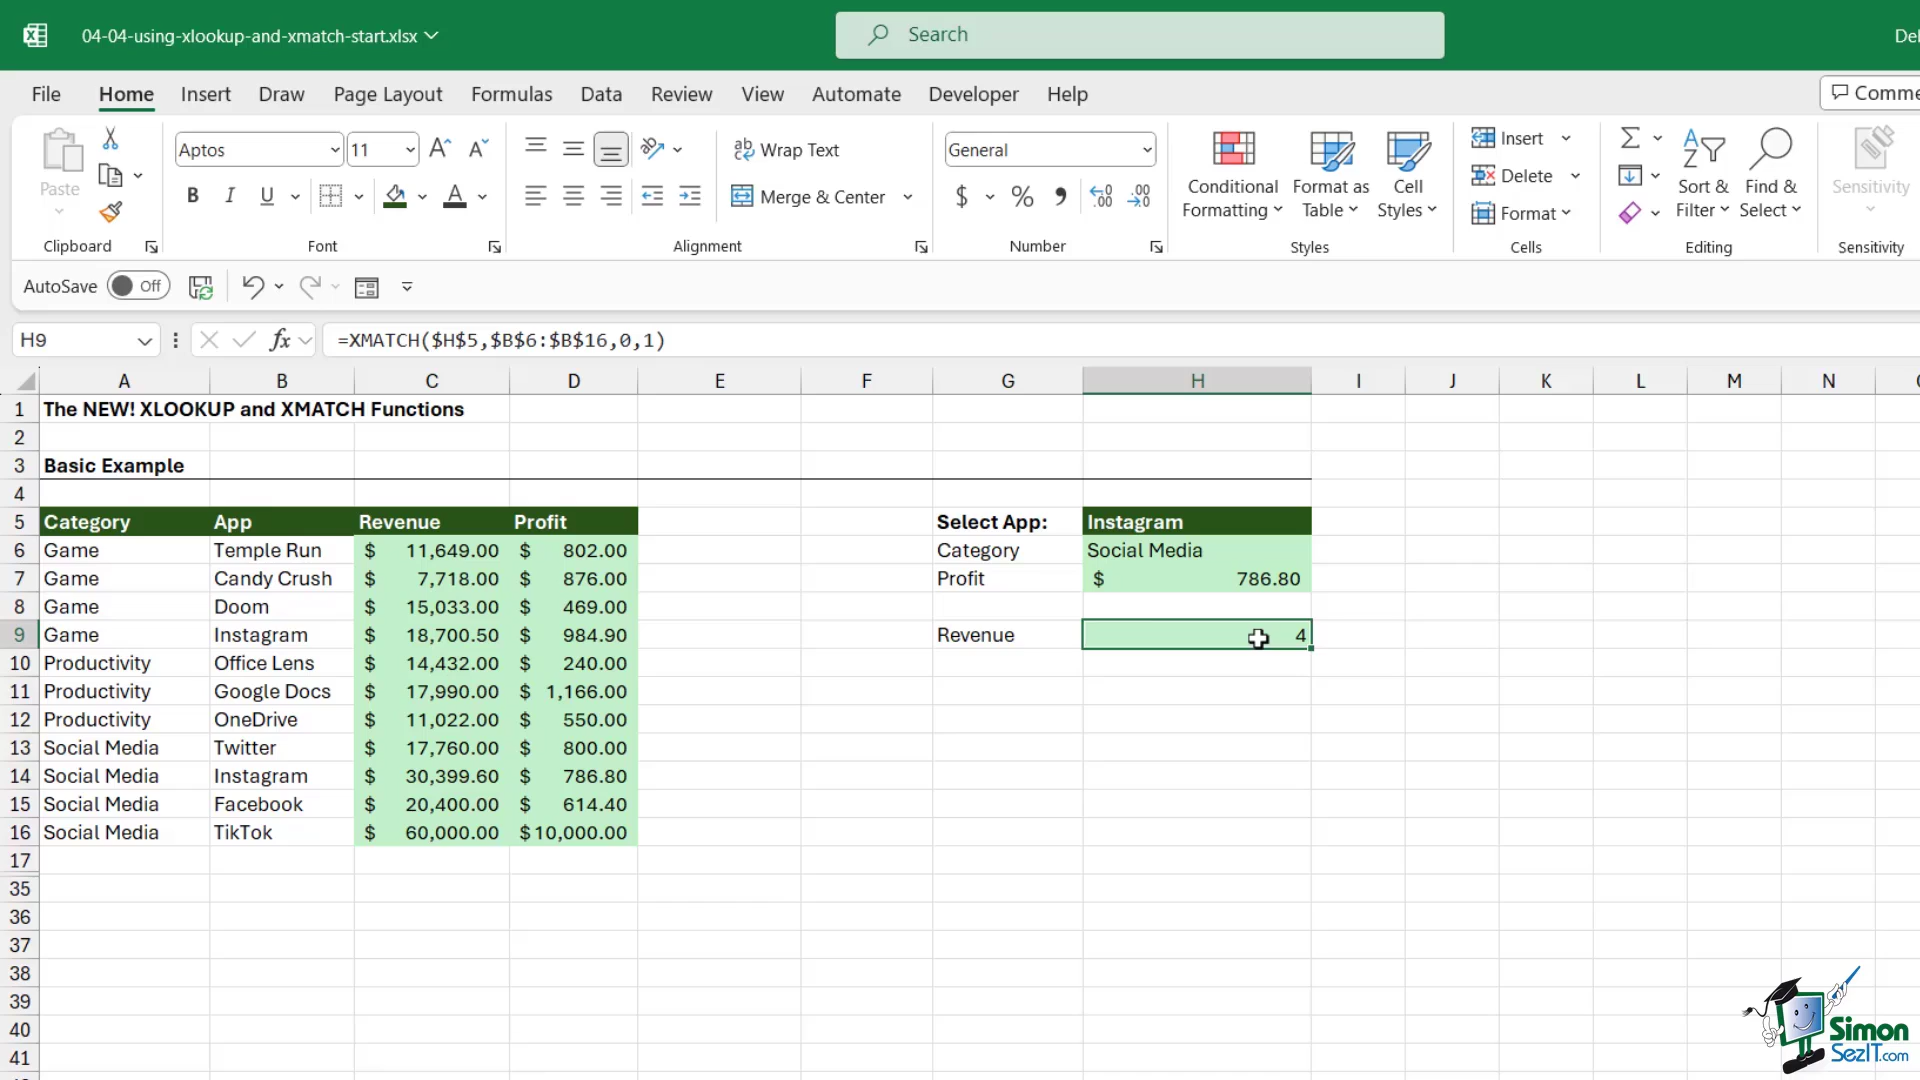 04-04-using-xlookup-and-xmatch-start.xlsx
Search
File Home Insert Draw Page Layout Formulas Data Review View Automate Developer Help
Paste
Clipboard
Aptos 11
B I U
Font
Wrap Text
Merge & Center
Alignment
General
$ % 9 .00 .00
Number
Conditional Formatting
Format as Table
Cell Styles
Styles
Insert
Delete
Format
Cells
Sort & Filter
Find & Select
Editing
Sensitivity
Sensitivity
AutoSave Off
H9 fx =XMATCH($H$5,$B$6:$B$16,0,1)
A B C D E F G H I J K L M N
1 The NEW! XLOOKUP and XMATCH Functions
2
3 Basic Example
4
5 Category App Revenue Profit Select App: Instagram
6 Game Temple Run $ 11,649.00 $ 802.00 Category Social Media
7 Game Candy Crush $ 7,718.00 $ 876.00 Profit $ 786.80
8 Game Doom $ 15,033.00 $ 469.00
9 Game Instagram $ 18,700.50 $ 984.90 Revenue 4
10 Productivity Office Lens $ 14,432.00 $ 240.00
11 Productivity Google Docs $ 17,990.00 $ 1,166.00
12 Productivity OneDrive $ 11,022.00 $ 550.00
13 Social Media Twitter $ 17,760.00 $ 800.00
14 Social Media Instagram $ 30,399.60 $ 786.80
15 Social Media Facebook $ 20,400.00 $ 614.40
16 Social Media TikTok $ 60,000.00 $ 10,000.00
17
35
36
37
38
39
40
41
Simon
SezIT.com